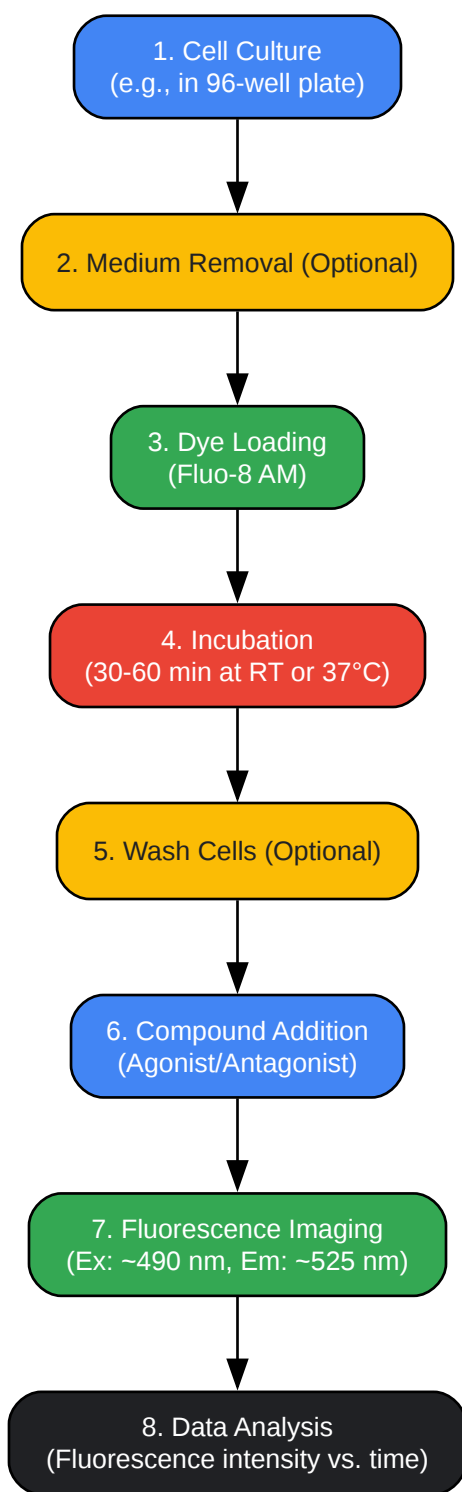 1. Cell Culture
(e.g., in 96-well plate)
2. Medium Removal (Optional)
3. Dye Loading
(Fluo-8 AM)
4. Incubation
(30-60 min at RT or 37°C)
5. Wash Cells (Optional)
6. Compound Addition
(Agonist/Antagonist)
7. Fluorescence Imaging
(Ex: ~490 nm, Em: ~525 nm)
8. Data Analysis
(Fluorescence intensity vs. time)